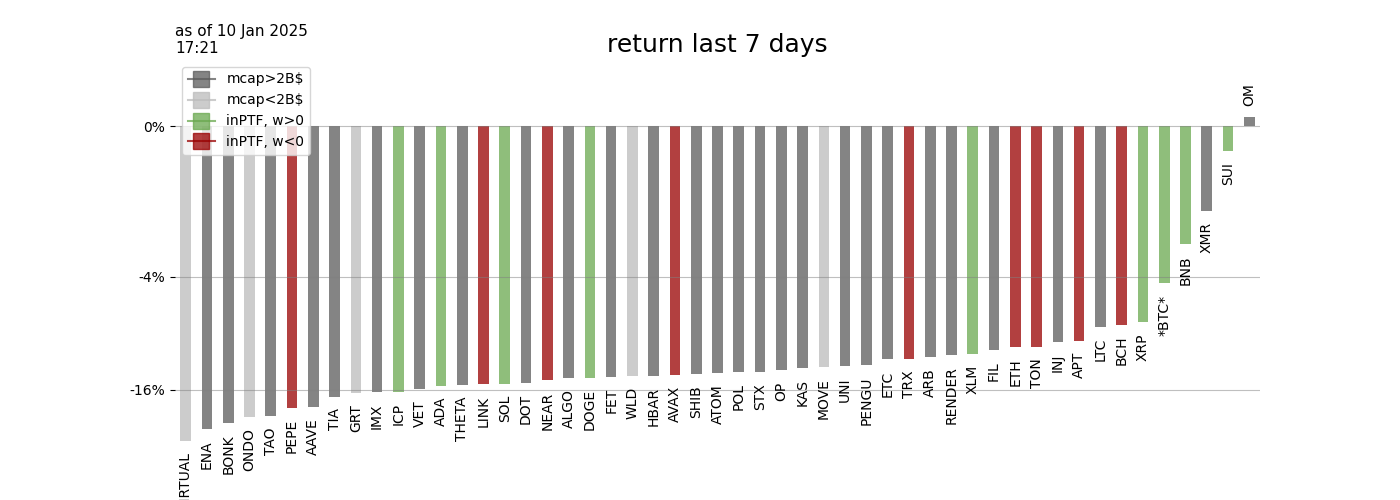 as of 10 Jan 2025
17:21
return last 7 days
mcap>2B$
mcap<2B$
inPTF, w>0
inPTF, w<0
0%
-4%
-16%
RTUAL
ENA
BONK
ONDO
TAO
PEPE
AAVE
TIA
GRT
IMX
ICP
VET
ADA
THETA
LINK
SOL
DOT
NEAR
ALGO
DOGE
FET
WLD
HBAR
AVAX
SHIB
ATOM
POL
STX
OP
KAS
MOVE
UNI
PENGU
ETC
TRX
ARB
RENDER
XLM
FIL
ETH
TON
INJ
APT
LTC
BCH
XRP
*BTC*
BNB
XMR
SUI
OM